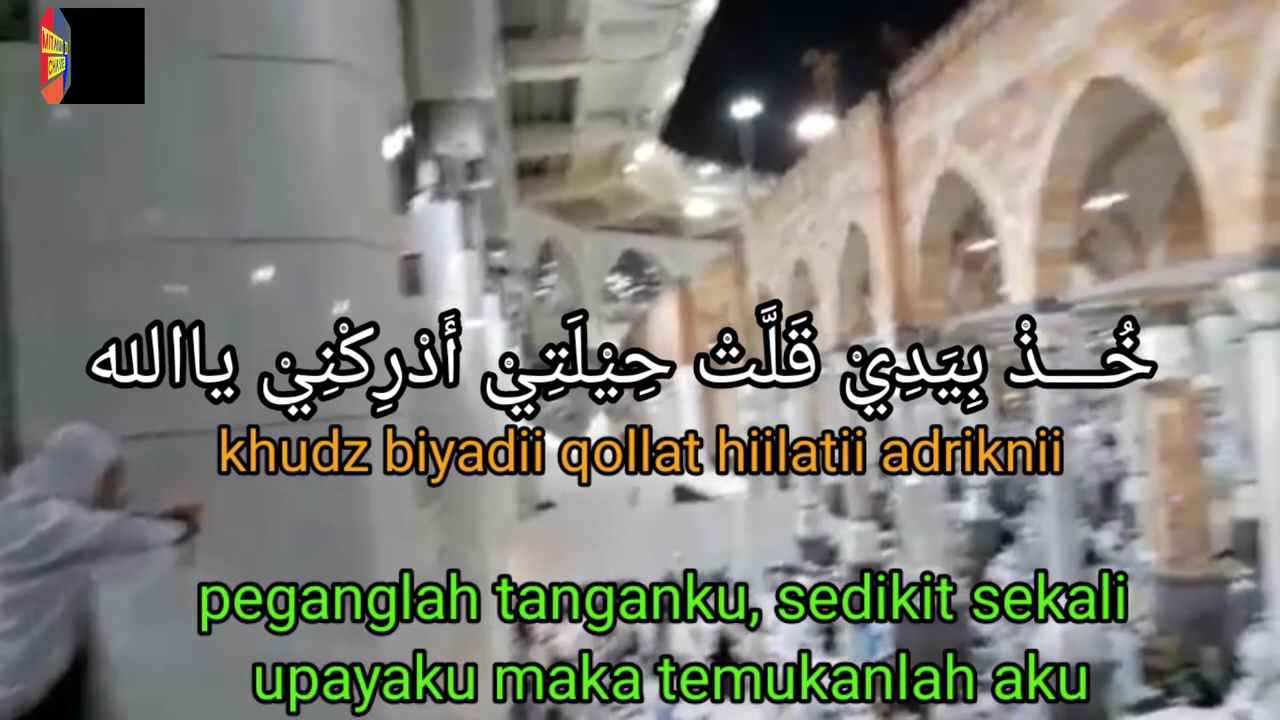 خُـــذْ بِيَدِيْ قَلَّتْ حِيْلَتِيْ أَدْرِكْنِيْ ياالله
khudz biyadii qollat hiilatii adriknii
peganglah tanganku, sedikit sekali
upayaku maka temukanlah aku